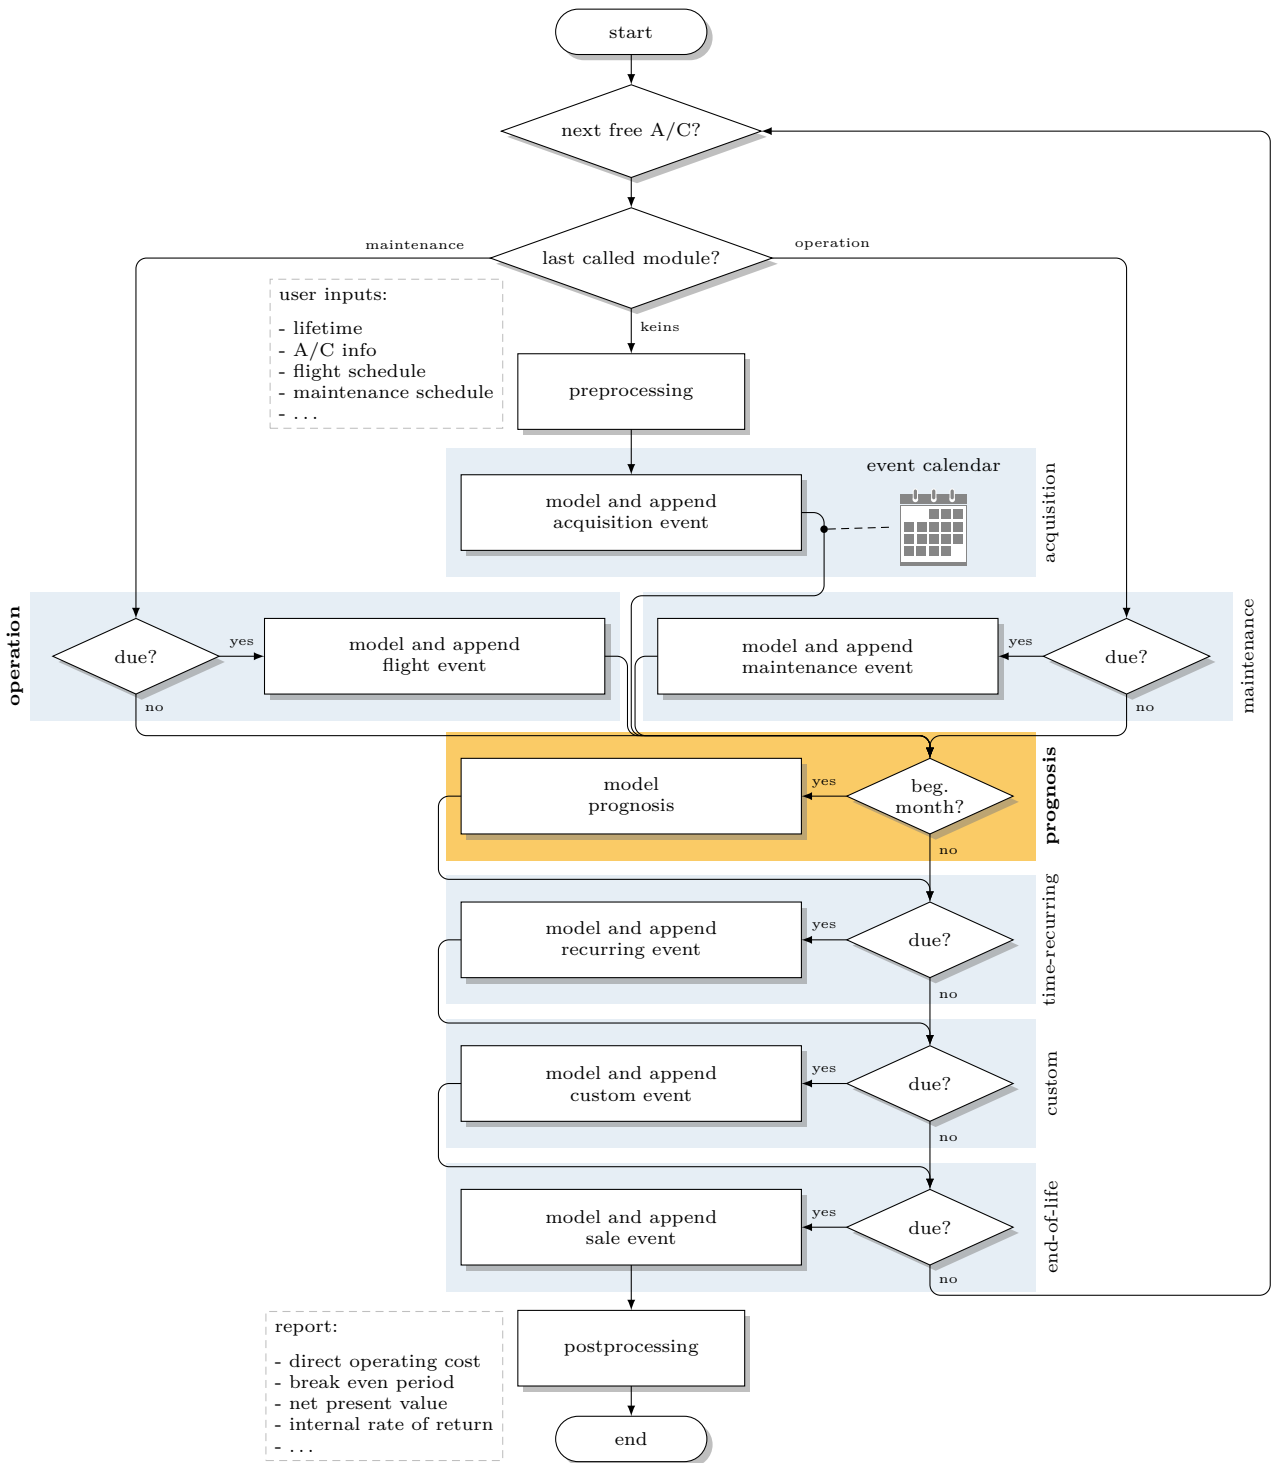 start
next free A/C?
last called module?
maintenance
operation
keins
user inputs:
- lifetime
- A/C info
- flight schedule
- maintenance schedule
- ...
preprocessing
event calendar
model and append
acquisition event
acquisition
operation
due?
yes
no
model and append
flight event
model and append
maintenance event
yes
due?
no
maintenance
model
prognosis
yes
beg.
month?
no
prognosis
model and append
recurring event
yes
due?
no
time-recurring
model and append
custom event
yes
due?
no
custom
model and append
sale event
yes
due?
no
end-of-life
report:
- direct operating cost
- break even period
- net present value
- internal rate of return
- ...
postprocessing
end